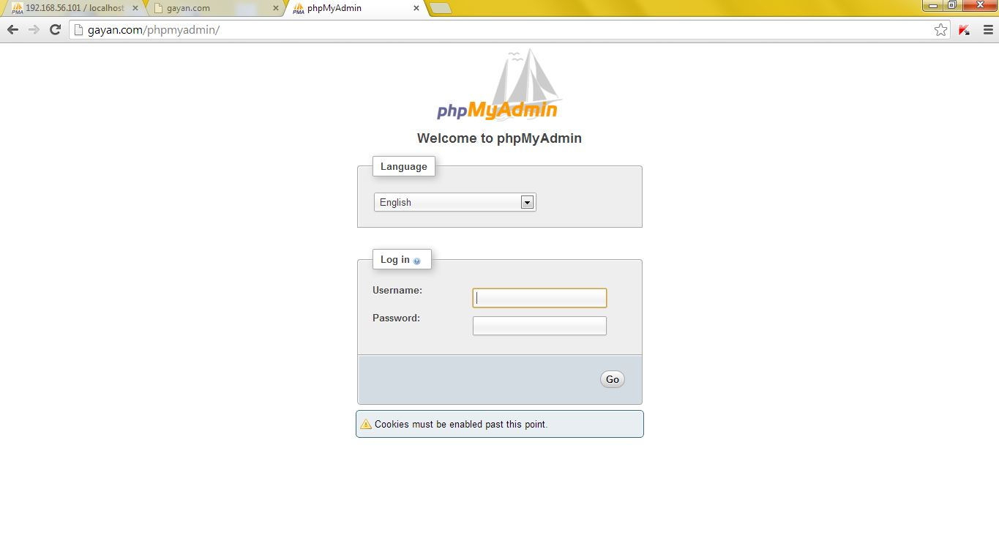 192.168.56.101 / localhost
gayan.com
phpMyAdmin
gayan.com/phpmyadmin/
phpMyAdmin
Welcome to phpMyAdmin
Language
English
Log in
Username:
Password:
Go
Cookies must be enabled past this point.